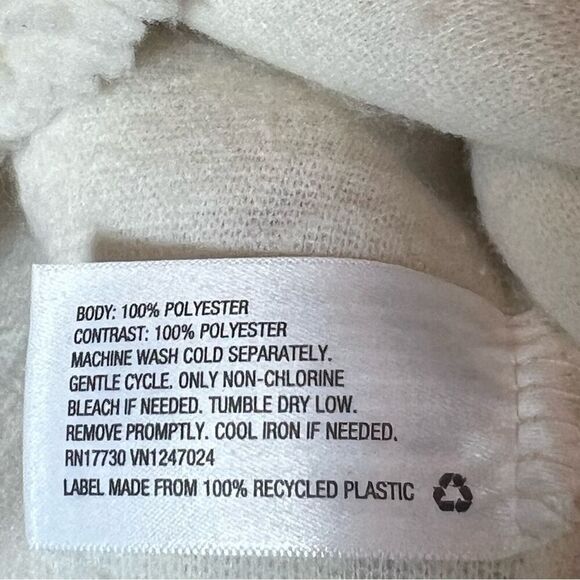 BODY: 100% POLYESTER
CONTRAST: 100% POLYESTER
MACHINE WASH COLD SEPARATELY.
GENTLE CYCLE. ONLY NON-CHLORINE
BLEACH IF NEEDED. TUMBLE DRY LOW.
REMOVE PROMPTLY. COOL IRON IF NEEDED.
RN17730 VN1247024
LABEL MADE FROM 100% RECYCLED PLASTIC